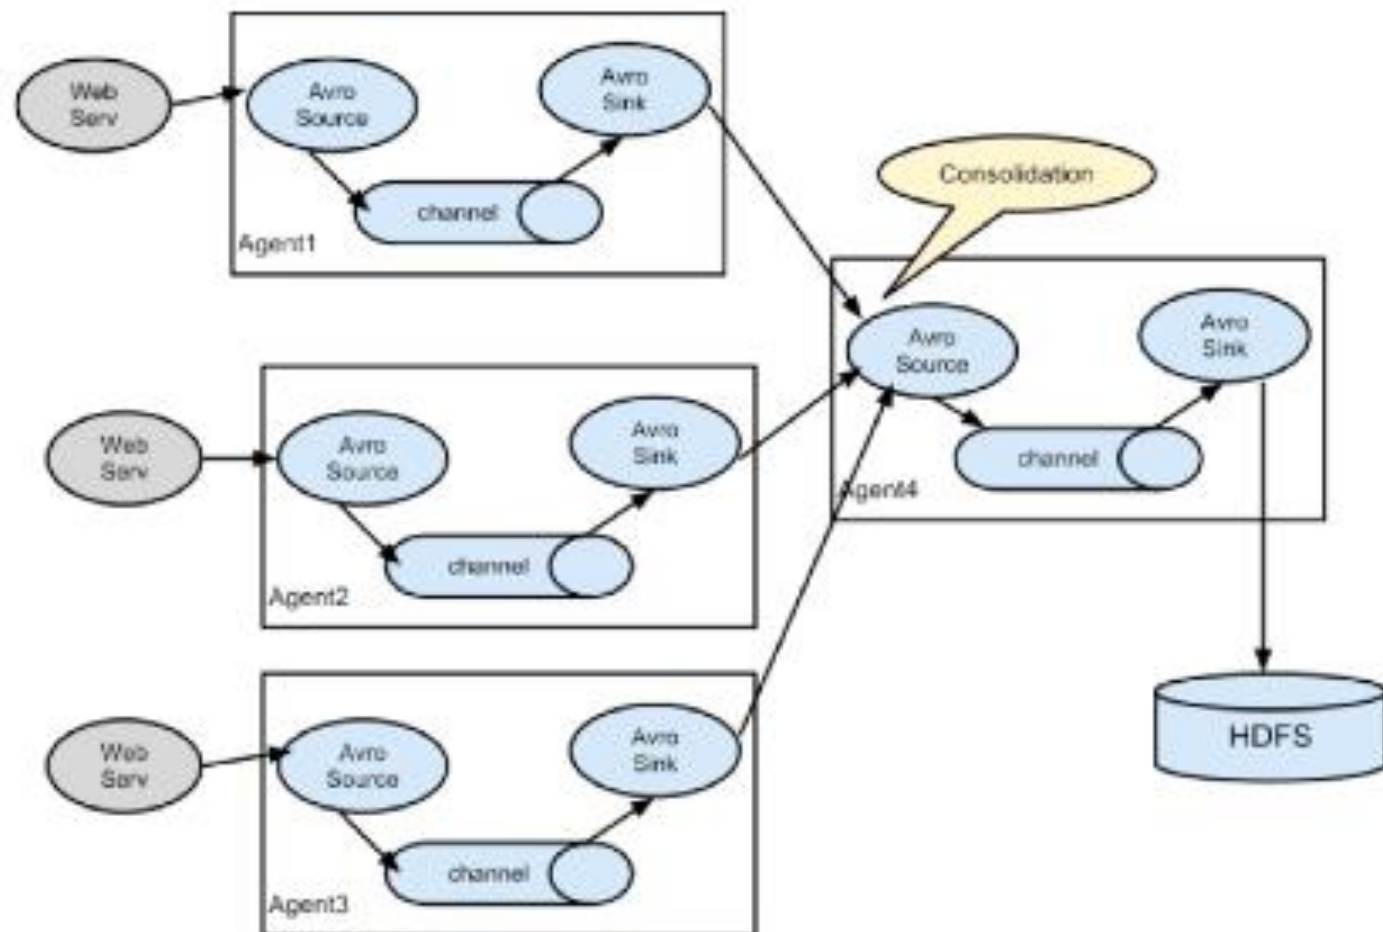 Web
Serv
Avro
Source
Avro
Sink
channel
Agent1
Consolidation
Web
Serv
Avro
Source
Avro
Sink
channel
Agent2
Avro
Source
Avro
Sink
channel
Agent4
Web
Serv
Avro
Source
Avro
Sink
channel
Agent3
HDFS